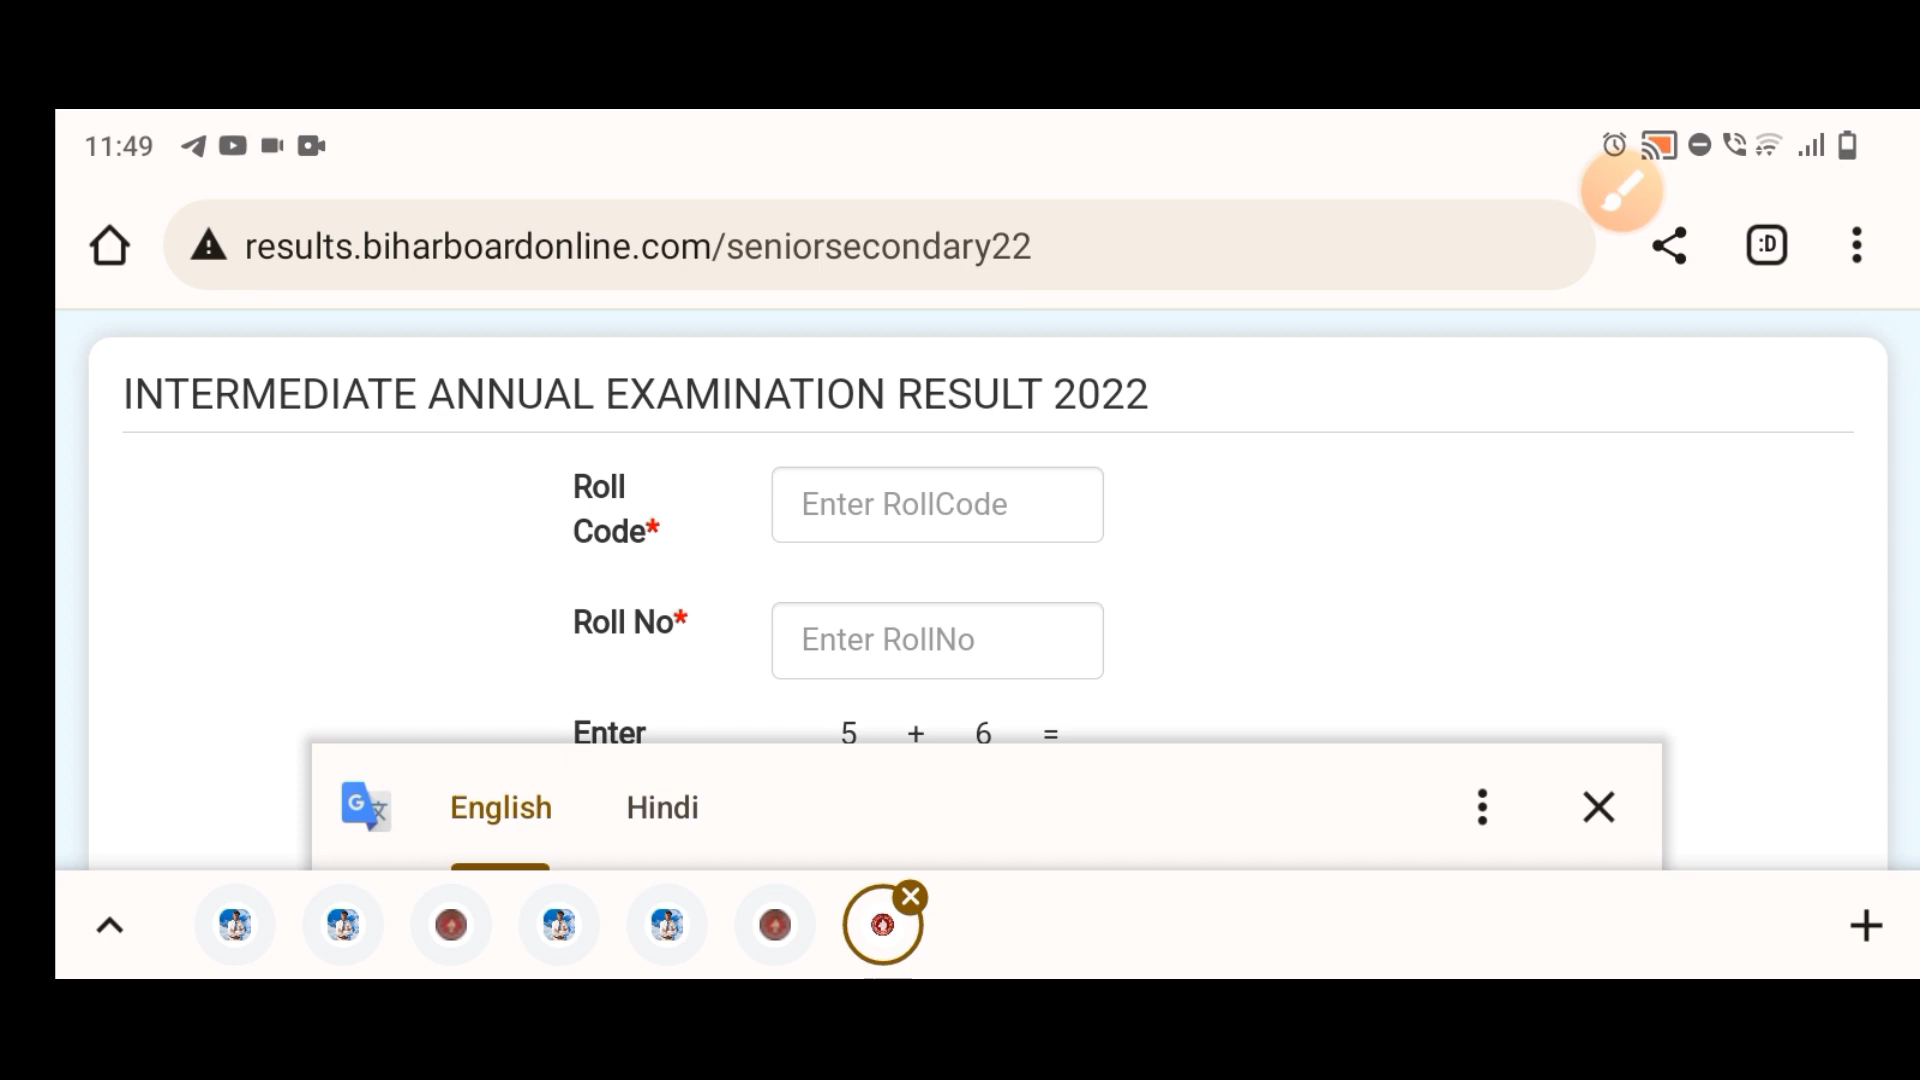 11:49
results.biharboardonline.com/seniorsecondary22
:D
INTERMEDIATE ANNUAL EXAMINATION RESULT 2022
Roll
Code*
Enter RollCode
Roll No*
Enter RollNo
Enter 5 + 6 =
English Hindi